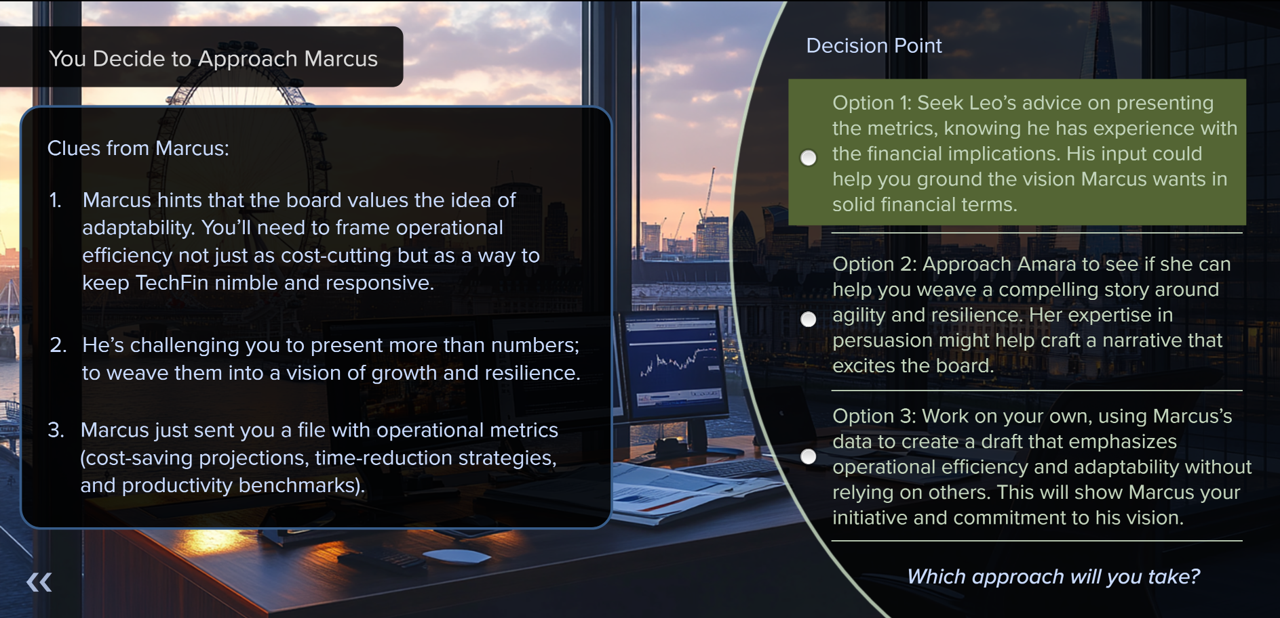 You Decide to Approach Marcus
Clues from Marcus:
1. Marcus hints that the board values the idea of
adaptability. You’ll need to frame operational
efficiency not just as cost-cutting but as a way to
keep TechFin nimble and responsive.
2. He’s challenging you to present more than numbers;
to weave them into a vision of growth and resilience.
3. Marcus just sent you a file with operational metrics
(cost-saving projections, time-reduction strategies,
and productivity benchmarks).
Decision Point
Option 1: Seek Leo’s advice on presenting
the metrics, knowing he has experience with
the financial implications. His input could
help you ground the vision Marcus wants in
solid financial terms.
Option 2: Approach Amara to see if she can
help you weave a compelling story around
agility and resilience. Her expertise in
persuasion might help craft a narrative that
excites the board.
Option 3: Work on your own, using Marcus’s
data to create a draft that emphasizes
operational efficiency and adaptability without
relying on others. This will show Marcus your
initiative and commitment to his vision.
Which approach will you take?